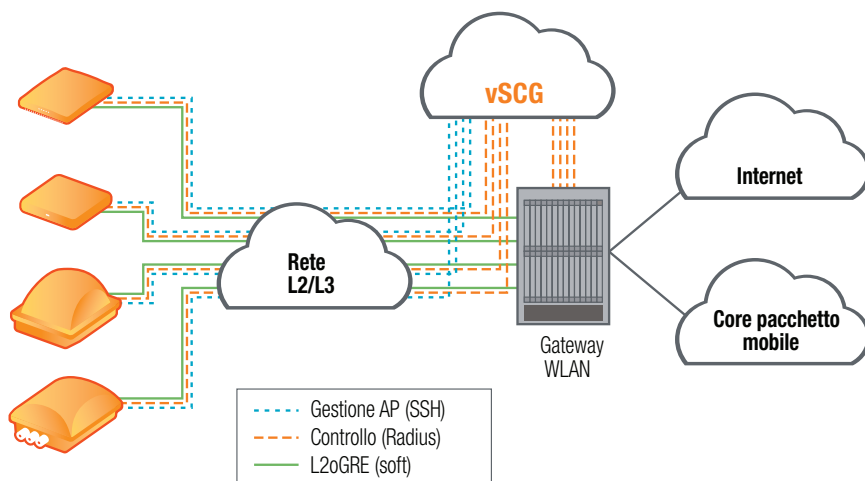 vSCG
Internet
Rete
L2/L3
Core pacchetto
mobile
Gateway
WLAN
Gestione AP (SSH)
Controllo (Radius)
L2oGRE (soft)